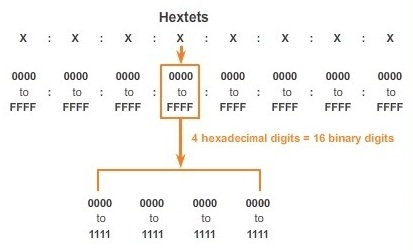 Hextets
X : X : X : X : X : X : X : X
0000 0000 0000 0000 0000 0000 0000 0000
to : to : to : to : to : to : to : to
FFFF FFFF FFFF FFFF FFFF FFFF FFFF FFFF
4 hexadecimal digits = 16 binary digits
0000 0000 0000 0000
to to to to
1111 1111 1111 1111